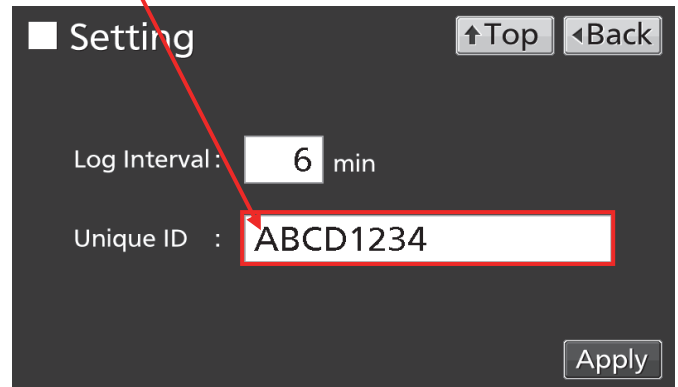 Setting
Top
Back
Log Interval: 6 min
Unique ID : ABCD1234
Apply